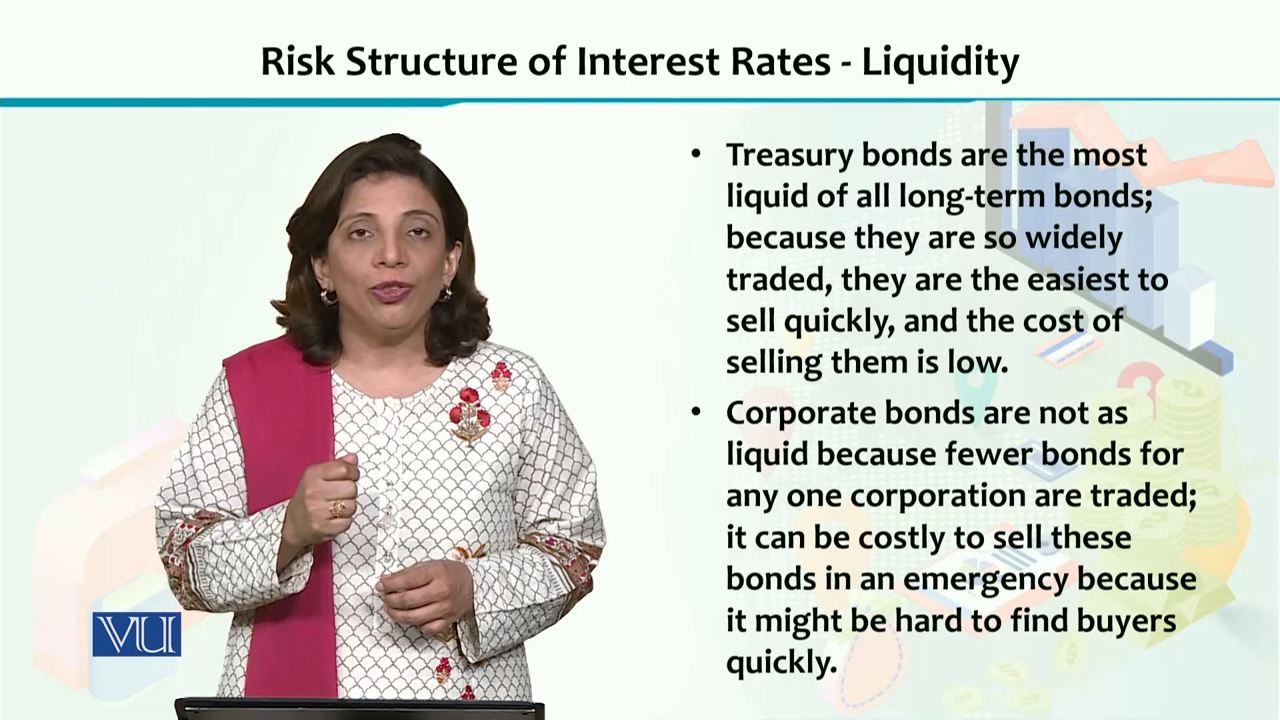 Risk Structure of Interest Rates - Liquidity
• Treasury bonds are the most
liquid of all long-term bonds;
because they are so widely
traded, they are the easiest to
sell quickly, and the cost of
selling them is low.
• Corporate bonds are not as
liquid because fewer bonds for
any one corporation are traded;
it can be costly to sell these
bonds in an emergency because
it might be hard to find buyers
quickly.
VU